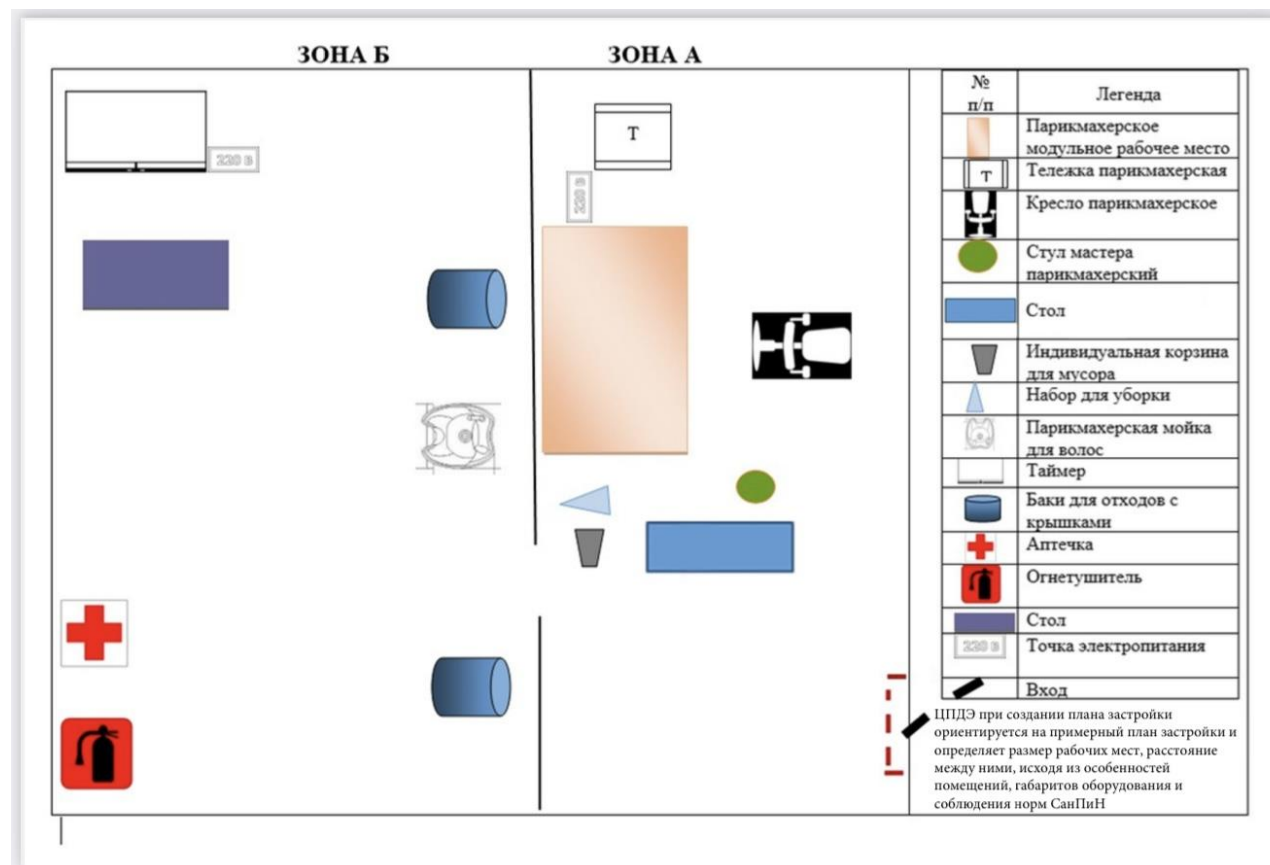 ЗОНА Б
ЗОНА А
220 В
Т
220 В
№
п/п
Легенда
Парикмахерское
модульное рабочее место
Т
Тележка парикмахерская
Кресло парикмахерское
Стул мастера
парикмахерский
Стол
Индивидуальная корзина
для мусора
Набор для уборки
Парикмахерская мойка
для волос
Таймер
Баки для отходов с
крышками
Аптечка
Огнетушитель
Стол
220 В
Точка электропитания
Вход
ЦПДЭ при создании плана застройки
ориентируется на примерный план застройки и
определяет размер рабочих мест, расстояние
между ними, исходя из особенностей
помещений, габаритов оборудования и
соблюдения норм СанПиН